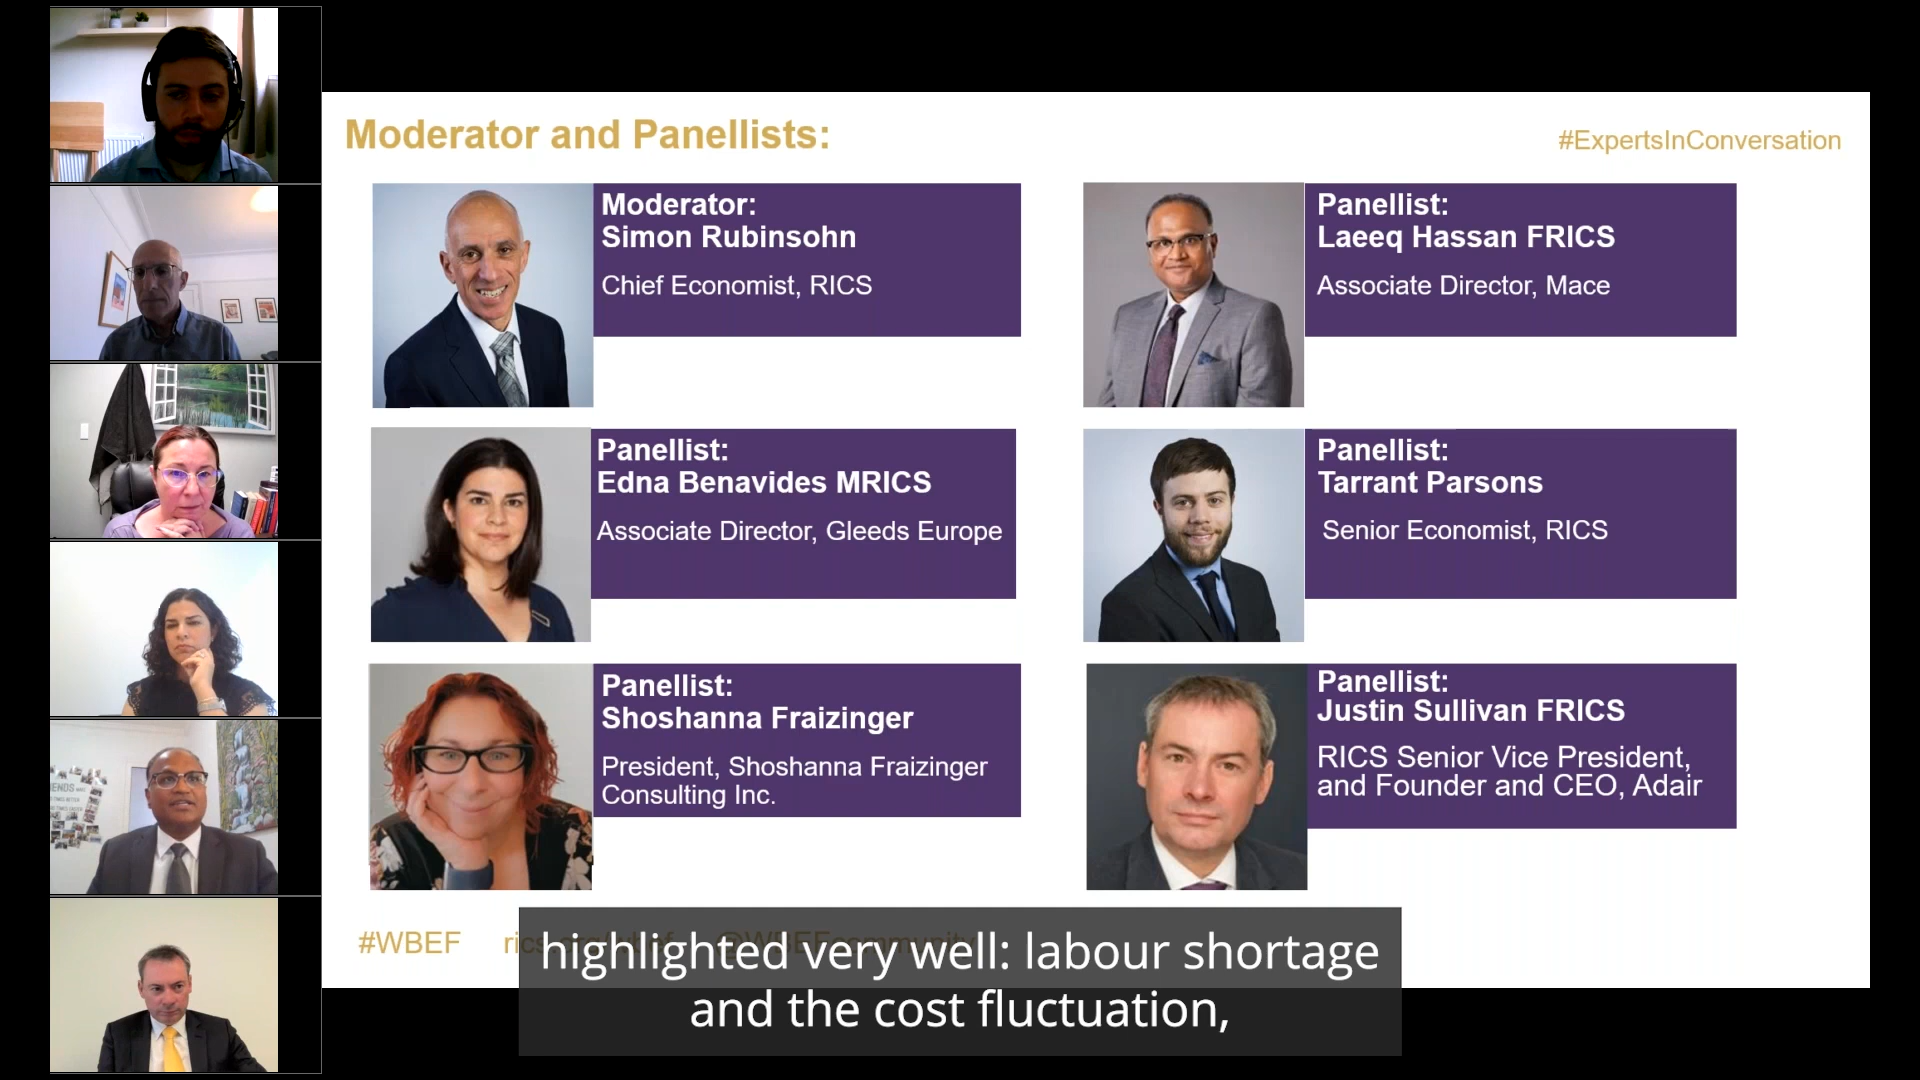 Moderator and Panellists:
#ExpertsInConversation
Moderator:
Simon Rubinsohn
Chief Economist, RICS
Panellist:
Laeeq Hassan FRICS
Associate Director, Mace
Panellist:
Edna Benavides MRICS
Associate Director, Gleeds Europe
Panellist:
Tarrant Parsons
Senior Economist, RICS
Panellist:
Shoshanna Fraizinger
President, Shoshanna Fraizinger
Consulting Inc.
Panellist:
Justin Sullivan FRICS
RICS Senior Vice President,
and Founder and CEO, Adair
#WBEF
highlighted very well: labour shortage
and the cost fluctuation,